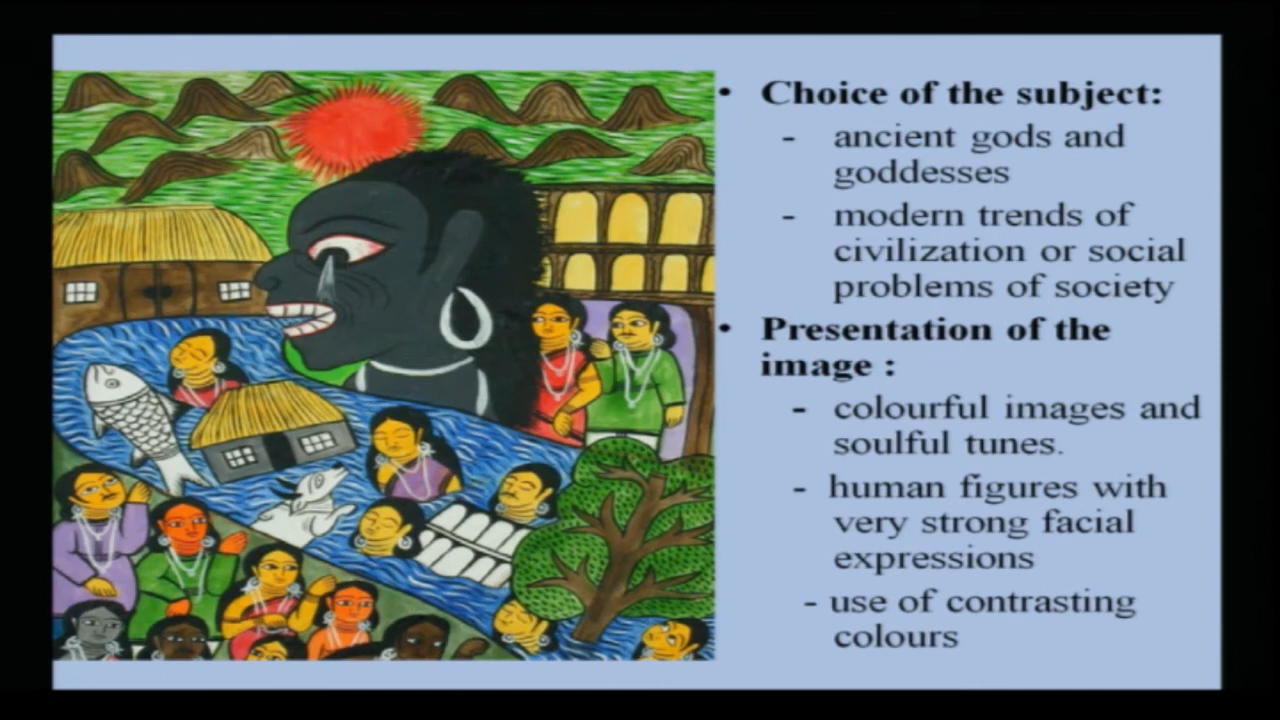 • Choice of the subject:
- ancient gods and
goddesses
- modern trends of
civilization or social
problems of society
• Presentation of the
image :
- colourful images and
soulful tunes.
- human figures with
very strong facial
expressions
- use of contrasting
colours